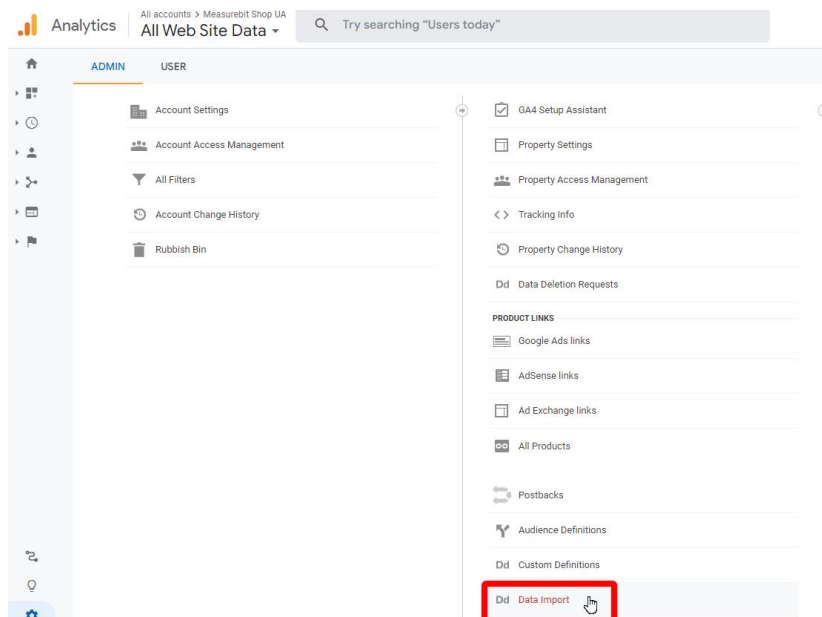 Analytics
All accounts > Measurebit Shop UA
All Web Site Data
Try searching "Users today"
ADMIN
USER
Account Settings
Account Access Management
All Filters
Account Change History
Rubbish Bin
GA4 Setup Assistant
Property Settings
Property Access Management
Tracking Info
Property Change History
Dd Data Deletion Requests
PRODUCT LINKS
Google Ads links
AdSense links
Ad Exchange links
All Products
Postbacks
Audience Definitions
Dd Custom Definitions
Dd Data Import